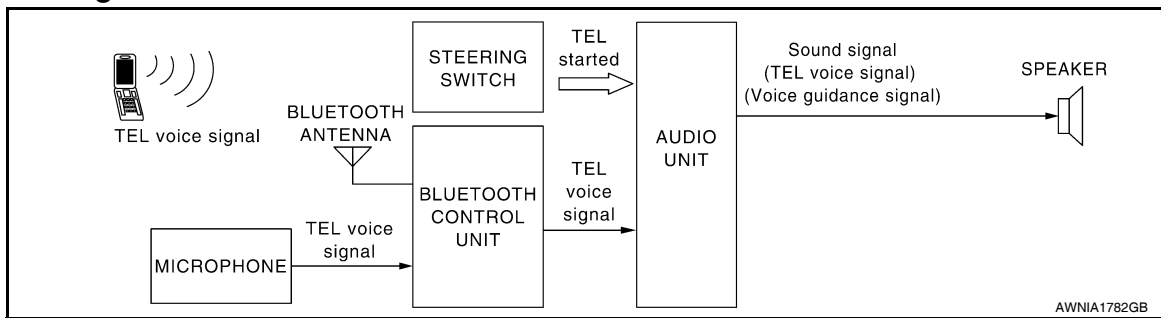 TEL voice signal
BLUETOOTH
ANTENNA
STEERING
SWITCH
TEL
started
AUDIO
UNIT
Sound signal
(TEL voice signal)
(Voice guidance signal)
SPEAKER
MICROPHONE
TEL voice
signal
BLUETOOTH
CONTROL
UNIT
TEL
voice
signal
AWNIA1782GB